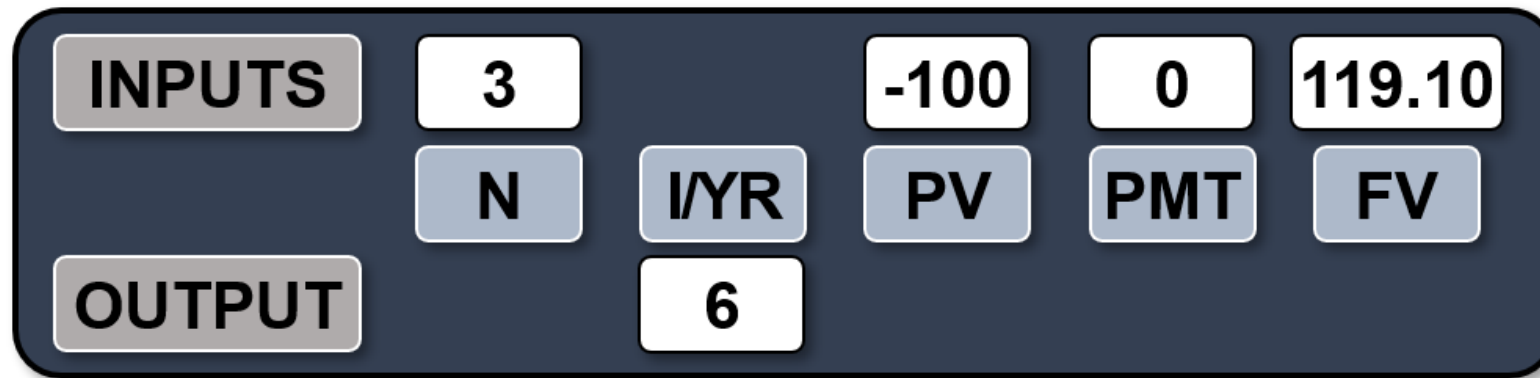 INPUTS 3 -100 0 119.10
N I/YR PV PMT FV
OUTPUT 6